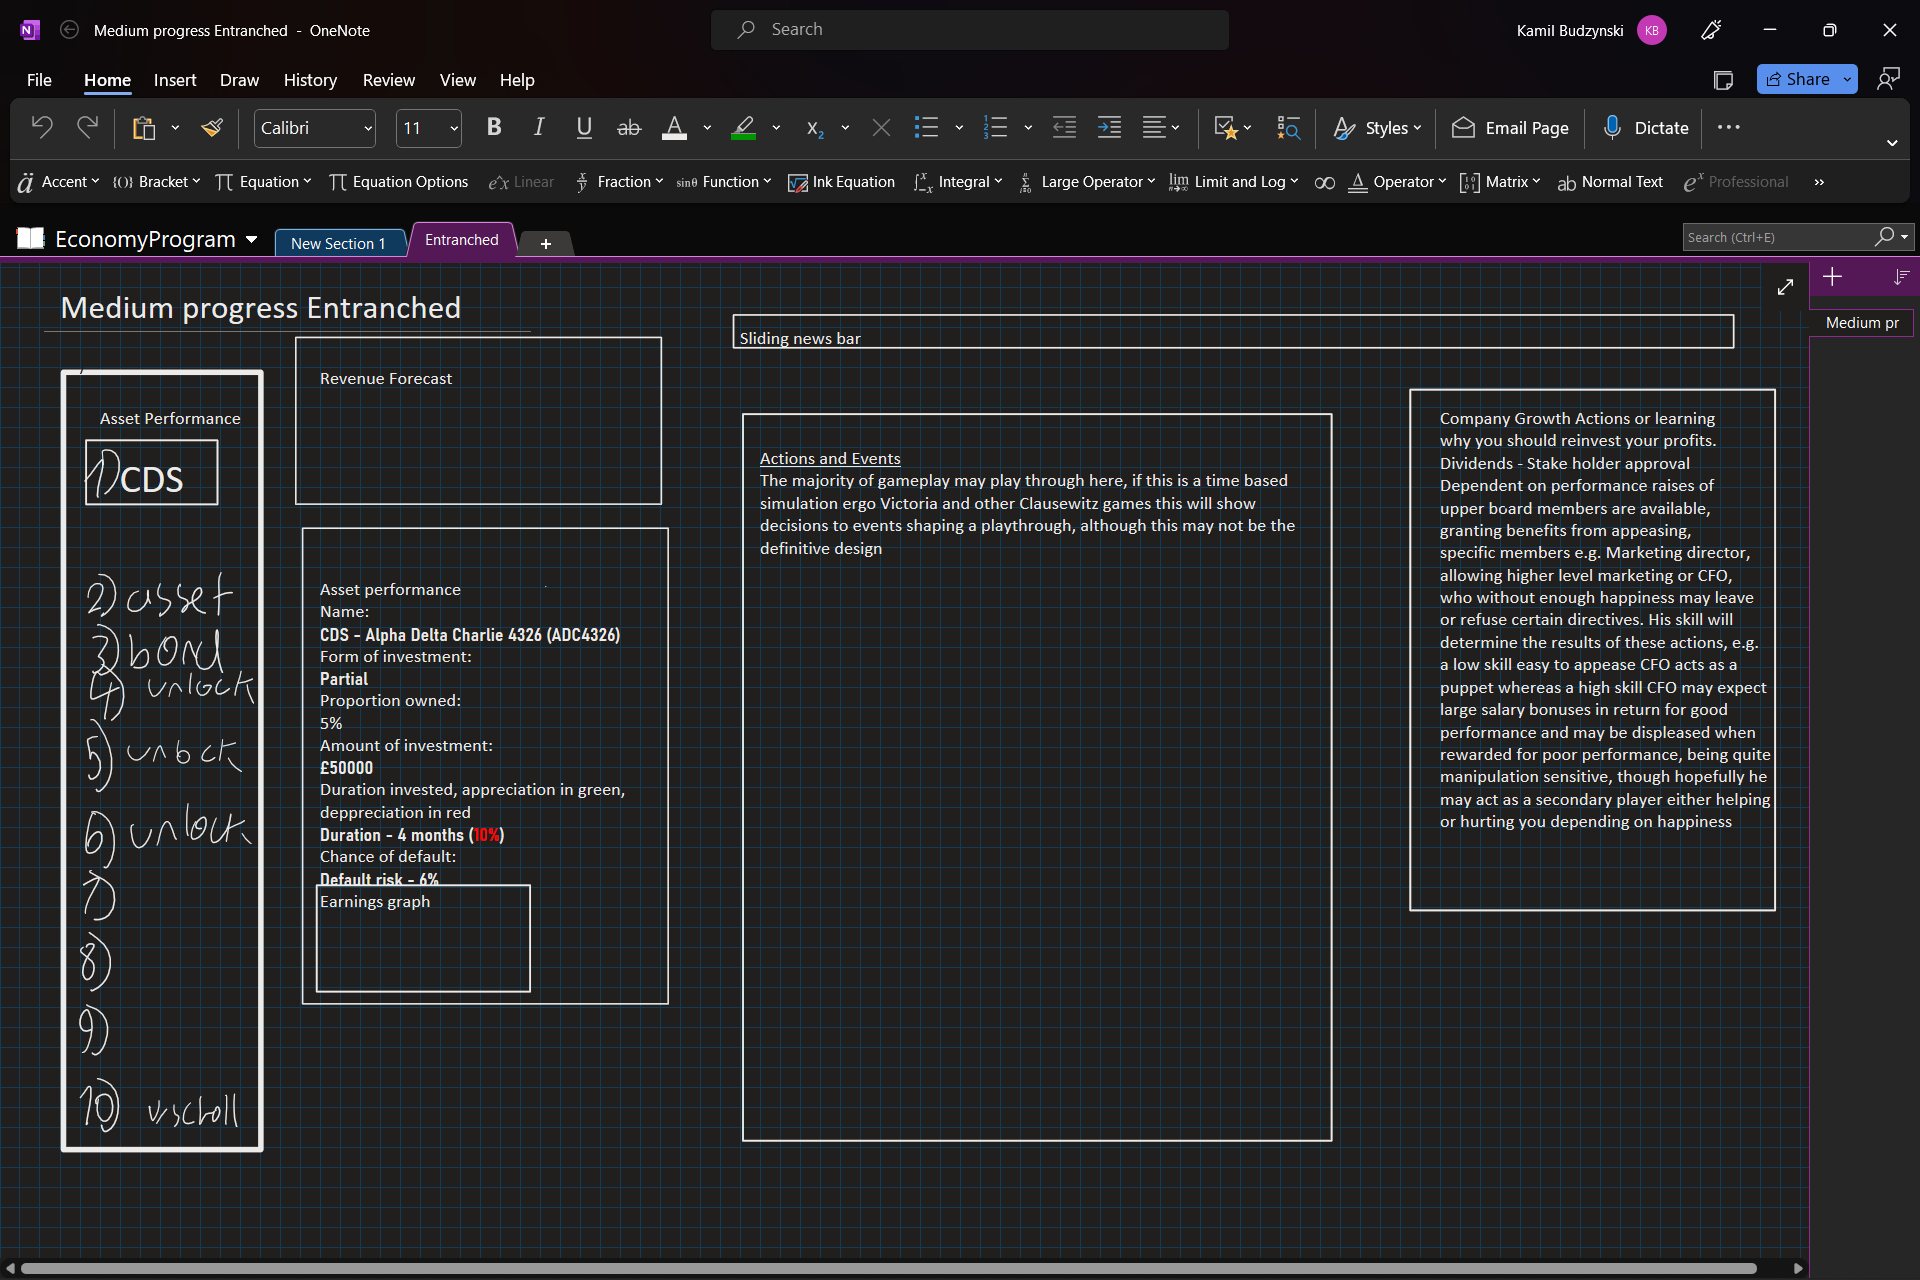 Medium progress Entranched - OneNote
Search
Kamil Budzynski
KB
File Home Insert Draw History Review View Help
Share
Calibri
11
B I U ab A
Styles
Email Page
Dictate
Accent
Bracket
Equation
Equation Options
Linear
Fraction
Function
Ink Equation
Integral
Large Operator
Limit and Log
Operator
Matrix
Normal Text
Professional
EconomyProgram
New Section 1
Entranched
Search (Ctrl+E)
Medium pr
Medium progress Entranched
Asset Performance
1) CDS
2) asset
3) bond
4) unlock
5) unlock
6) unlock
7)
8)
9)
10)
Revenue Forecast
Asset performance
Name:
CDS - Alpha Delta Charlie 4326 (ADC4326)
Form of investment:
Partial
Proportion owned:
5%
Amount of investment:
£50000
Duration invested, appreciation in green,
deppreciation in red
Duration - 4 months (10%)
Chance of default:
Default risk - 6%
Earnings graph
Sliding news bar
Actions and Events
The majority of gameplay may play through here, if this is a time based
simulation ergo Victoria and other Clausewitz games this will show
decisions to events shaping a playthrough, although this may not be the
definitive design
Company Growth Actions or learning
why you should reinvest your profits.
Dividends - Stake holder approval
Dependent on performance raises of
upper board members are available,
granting benefits from appeasing,
specific members e.g. Marketing director,
allowing higher level marketing or CFO,
who without enough happiness may leave
or refuse certain directives. His skill will
determine the results of these actions, e.g.
a low skill easy to appease CFO acts as a
puppet whereas a high skill CFO may expect
large salary bonuses in return for good
performance and may be displeased when
rewarded for poor performance, being quite
manipulation sensitive, though hopefully he
may act as a secondary player either helping
or hurting you depending on happiness